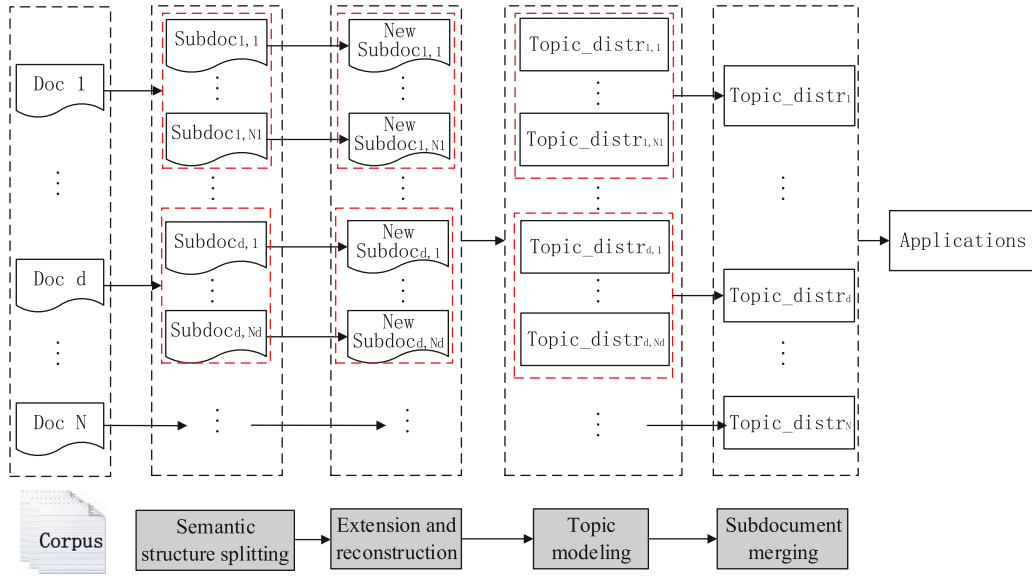 Doc 1
⋮
Doc d
⋮
Doc N
Subdoc1,1
⋮
Subdoc1,N1
⋮
Subdocd,1
⋮
Subdocd,Nd
⋮
New
Subdoc1,1
⋮
New
Subdoc1,N1
⋮
New
Subdocd,1
⋮
New
Subdocd,Nd
⋮
Topic_distr1,1
⋮
Topic_distr1,N1
⋮
Topic_distrd,1
⋮
Topic_distrd,Nd
⋮
Topic_distr1
⋮
Topic_distrd
⋮
Topic_distrN
Applications
Corpus
Semantic
structure splitting
Extension and
reconstruction
Topic
modeling
Subdocument
merging